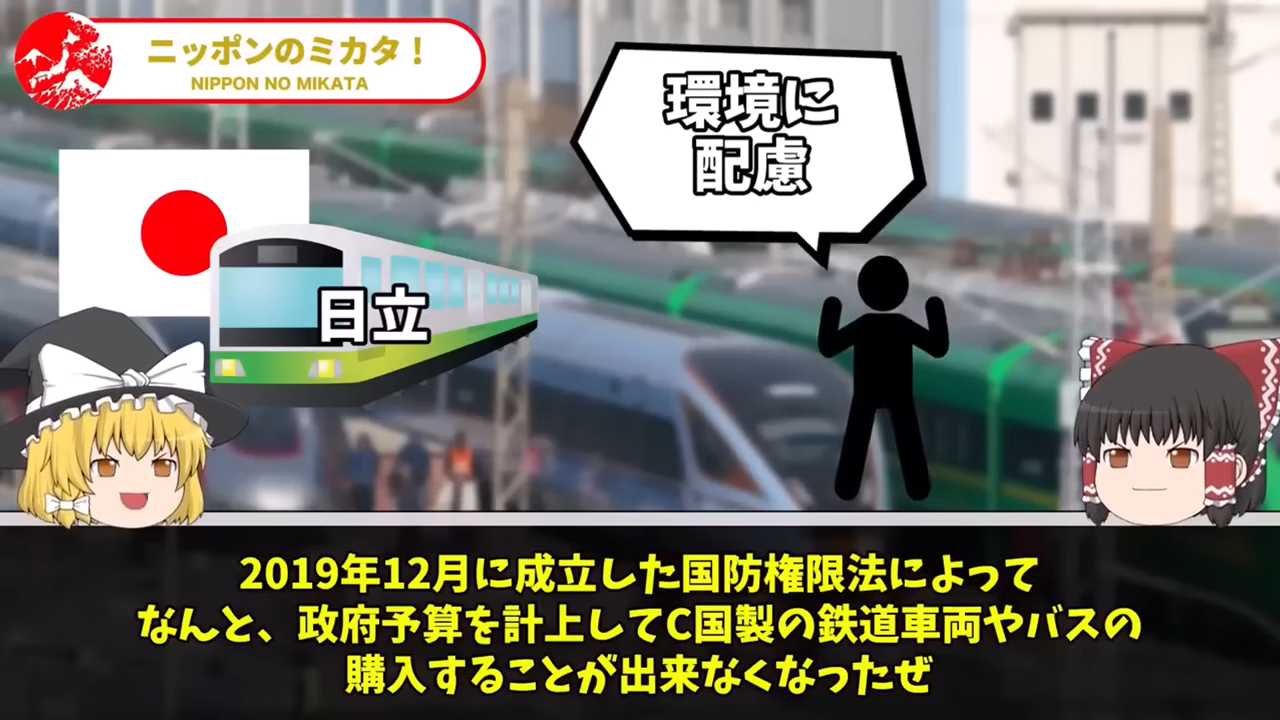 ニッポンのミカタ！
NIPPON NO MIKATA
環境に
配慮
日立
2019年12月に成立した国防権限法によって
なんと、政府予算を計上してC国製の鉄道車両やバスの
購入することが出来なくなったぜ